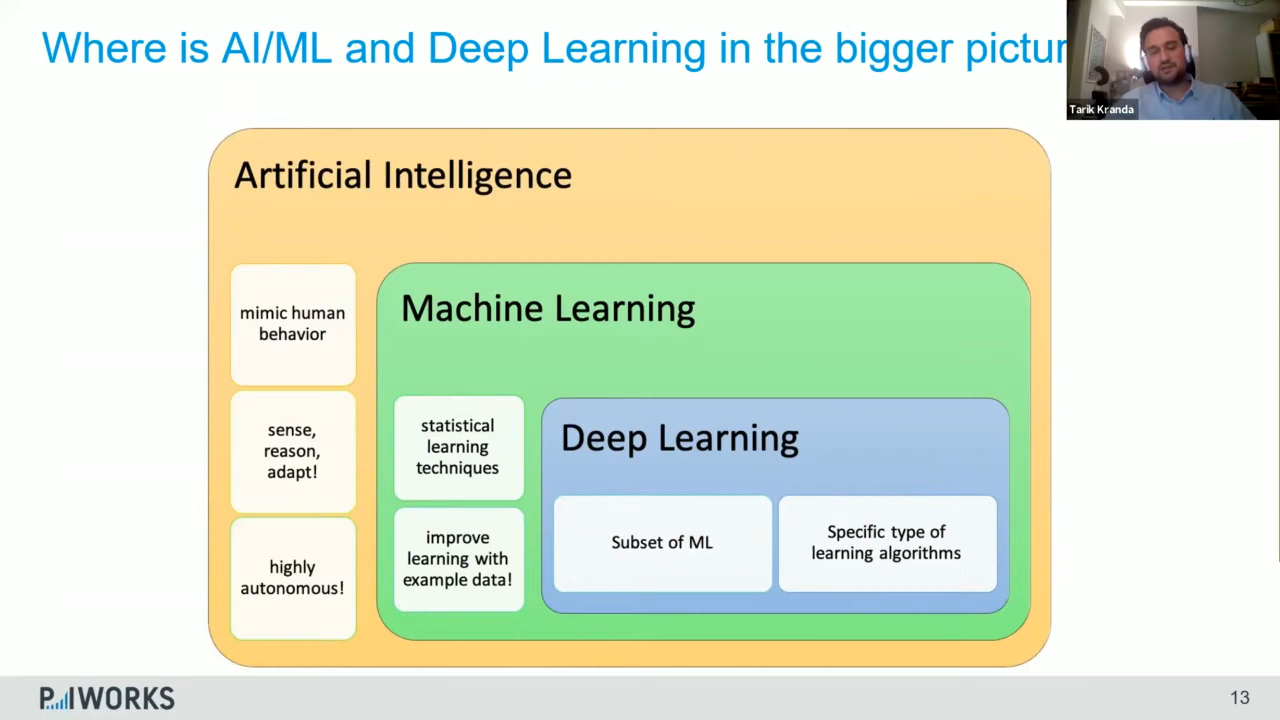 Where is AI/ML and Deep Learning in the bigger pictur
Tarik Kranda
Artificial Intelligence
mimic human
behavior
sense,
reason,
adapt!
highly
autonomous!
Machine Learning
statistical
learning
techniques
improve
learning with
example data!
Deep Learning
Subset of ML
Specific type of
learning algorithms
P.I WORKS
13